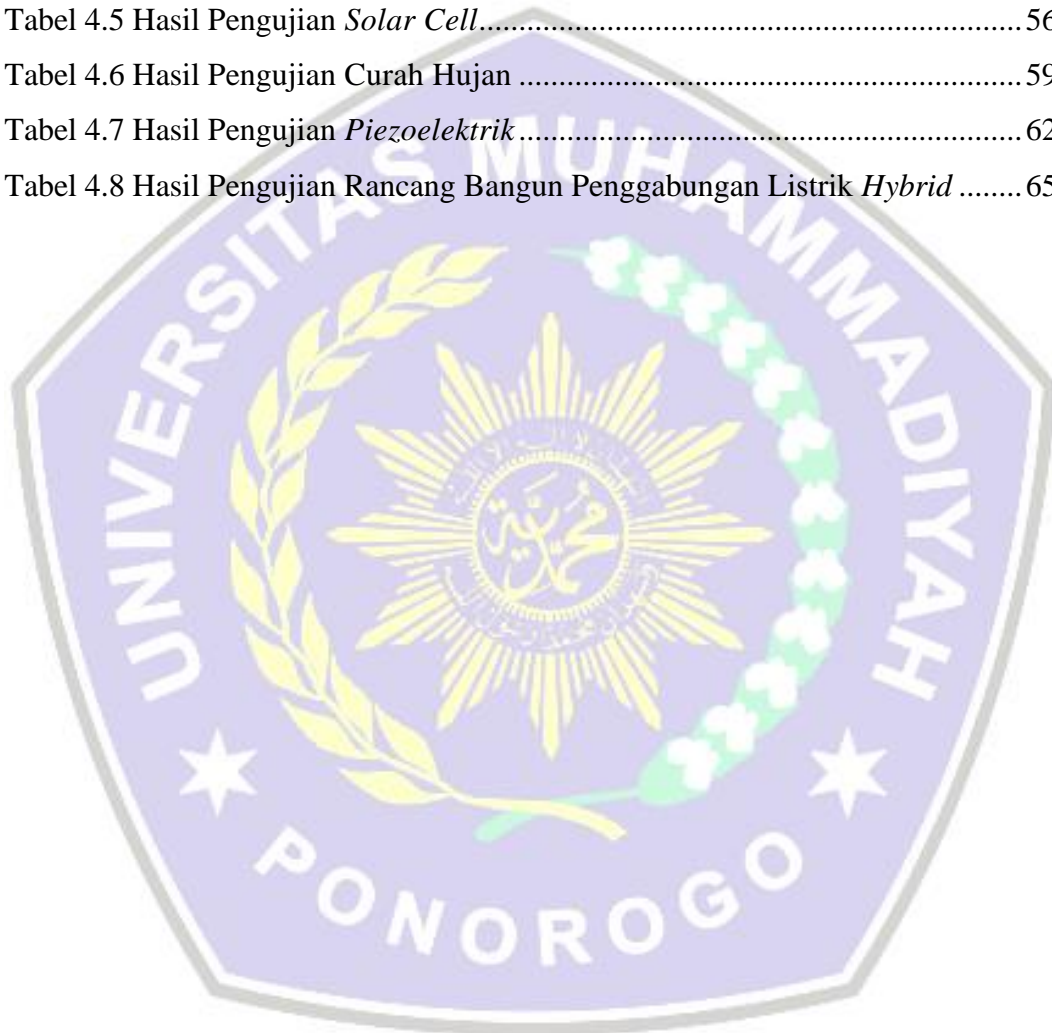 Tabel 4.5 Hasil Pengujian Solar Cell.......................................................................................56
Tabel 4.6 Hasil Pengujian Curah Hujan ................................................................................59
Tabel 4.7 Hasil Pengujian Piezoelektrik................................................................................62
Tabel 4.8 Hasil Pengujian Rancang Bangun Penggabungan Listrik Hybrid ........65
UNIVERSITAS MUHAMMADIYAH
PONOROGO